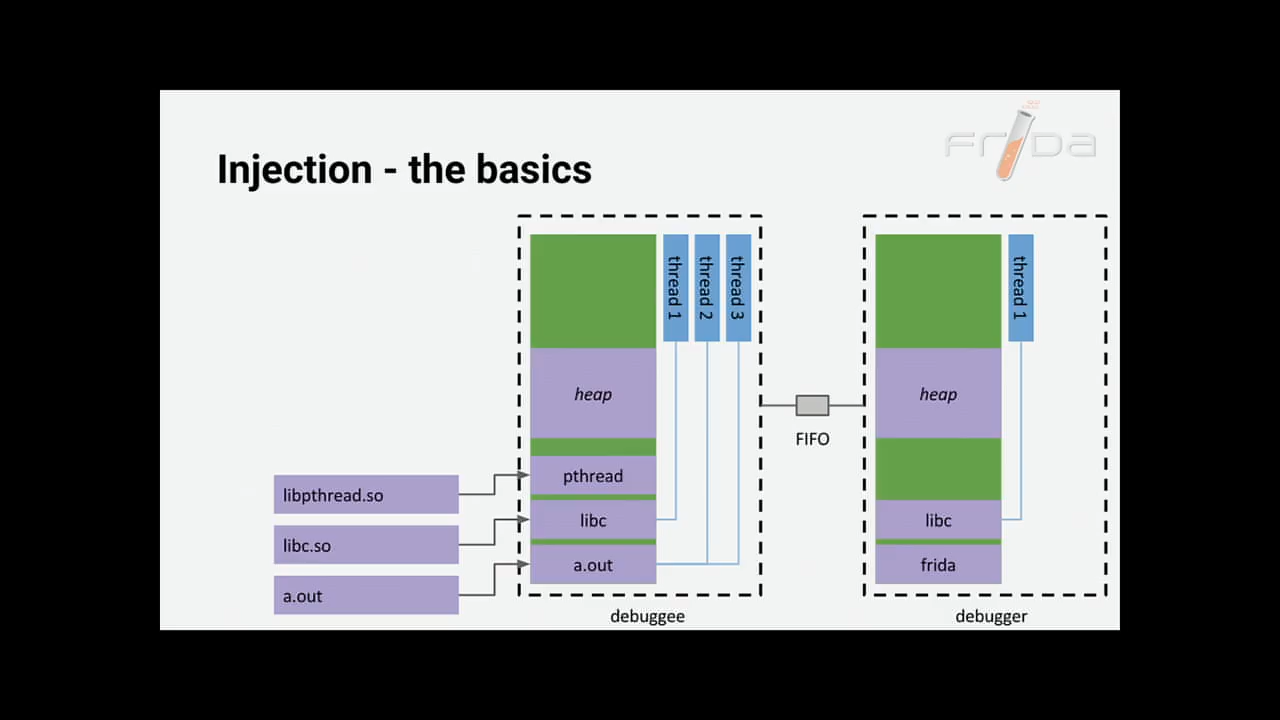 FRIDA
Injection - the basics
thread 1
thread 2
thread 3
thread 1
heap
heap
FIFO
pthread
libpthread.so
libc
libc
libc.so
a.out
frida
a.out
debuggee
debugger